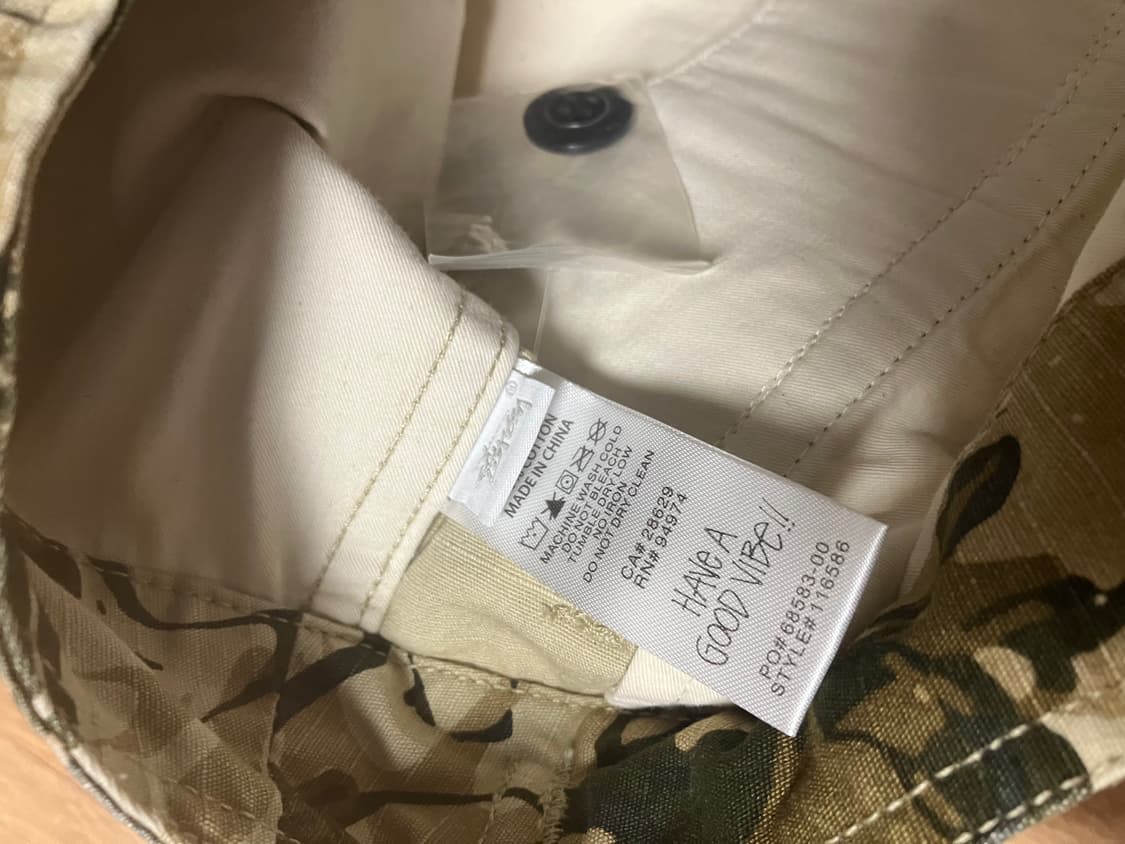 COTTON
MADE IN CHINA
MACHINE WASH COLD
DO NOT BLEACH
TUMBLE DRY LOW
NO IRON
DO NOT DRY CLEAN
CA# 28629
RN# 94974
HAVE A
GOOD VIBE!!
PO# 68583-00
STYLE# 116586